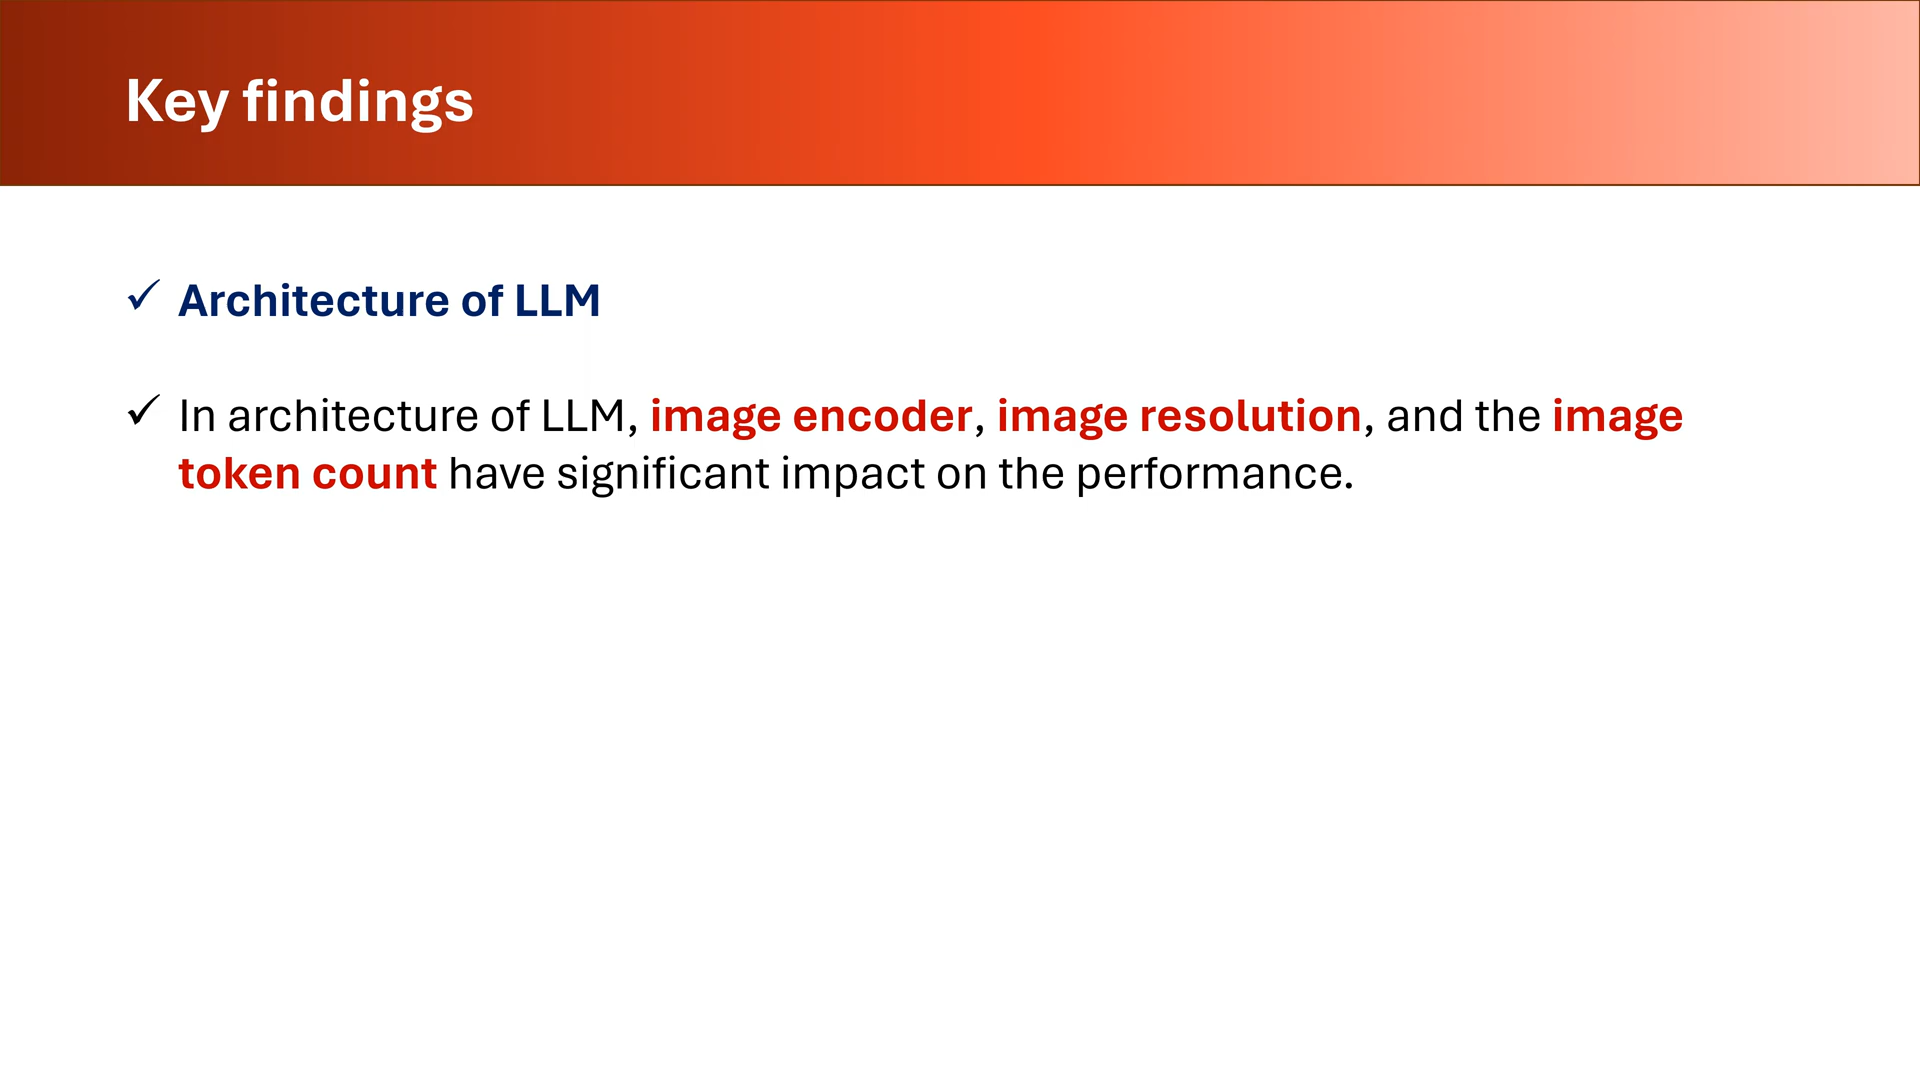 Key findings
✓ Architecture of LLM
✓ In architecture of LLM, image encoder, image resolution, and the image
token count have significant impact on the performance.